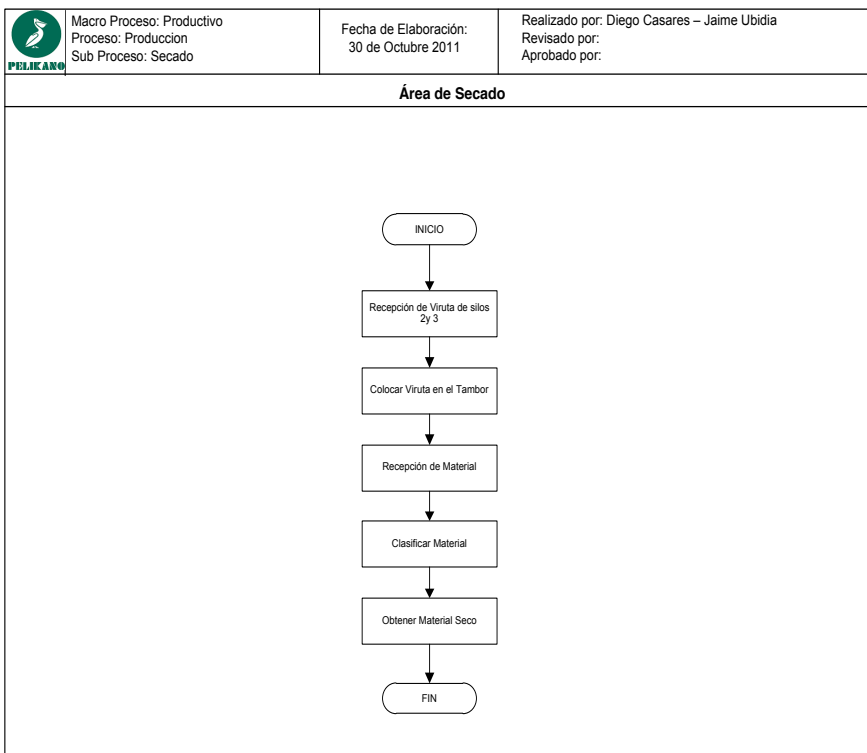 PELIKANO
Macro Proceso: Productivo
Proceso: Produccion
Sub Proceso: Secado
Fecha de Elaboración:
30 de Octubre 2011
Realizado por: Diego Casares – Jaime Ubidia
Revisado por:
Aprobado por:
Área de Secado
INICIO
Recepción de Viruta de silos
2y 3
Colocar Viruta en el Tambor
Recepción de Material
Clasificar Material
Obtener Material Seco
FIN